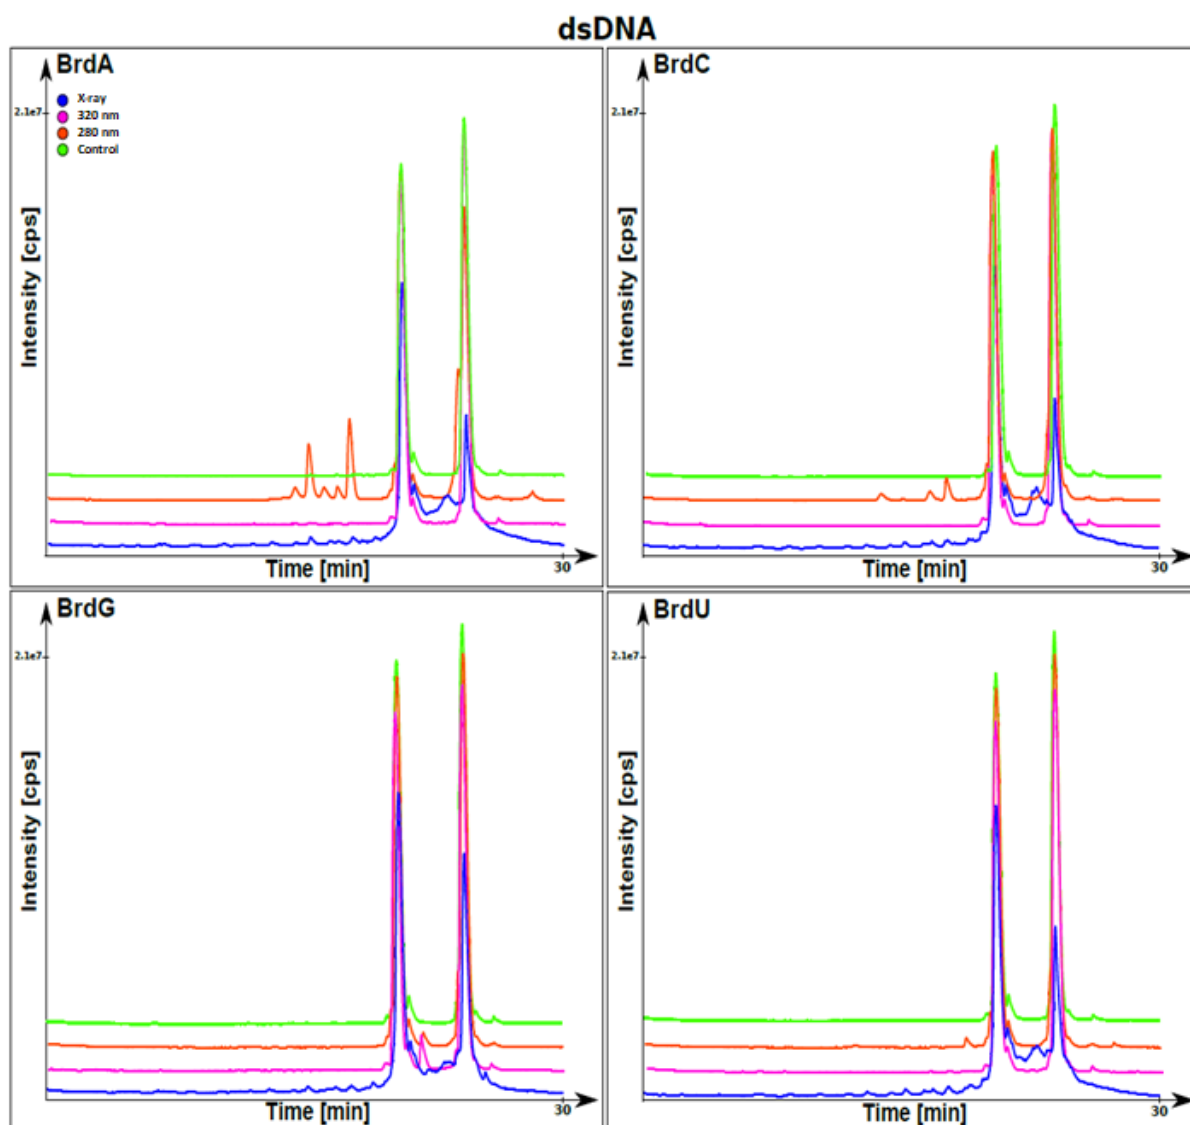 dsDNA
BrdA
X-ray
320 nm
280 nm
Control
2.1e7
Intensity [cps]
Time [min]
30
BrdC
2.1e7
Intensity [cps]
Time [min]
30
BrdG
2.1e7
Intensity [cps]
Time [min]
30
BrdU
2.1e7
Intensity [cps]
Time [min]
30